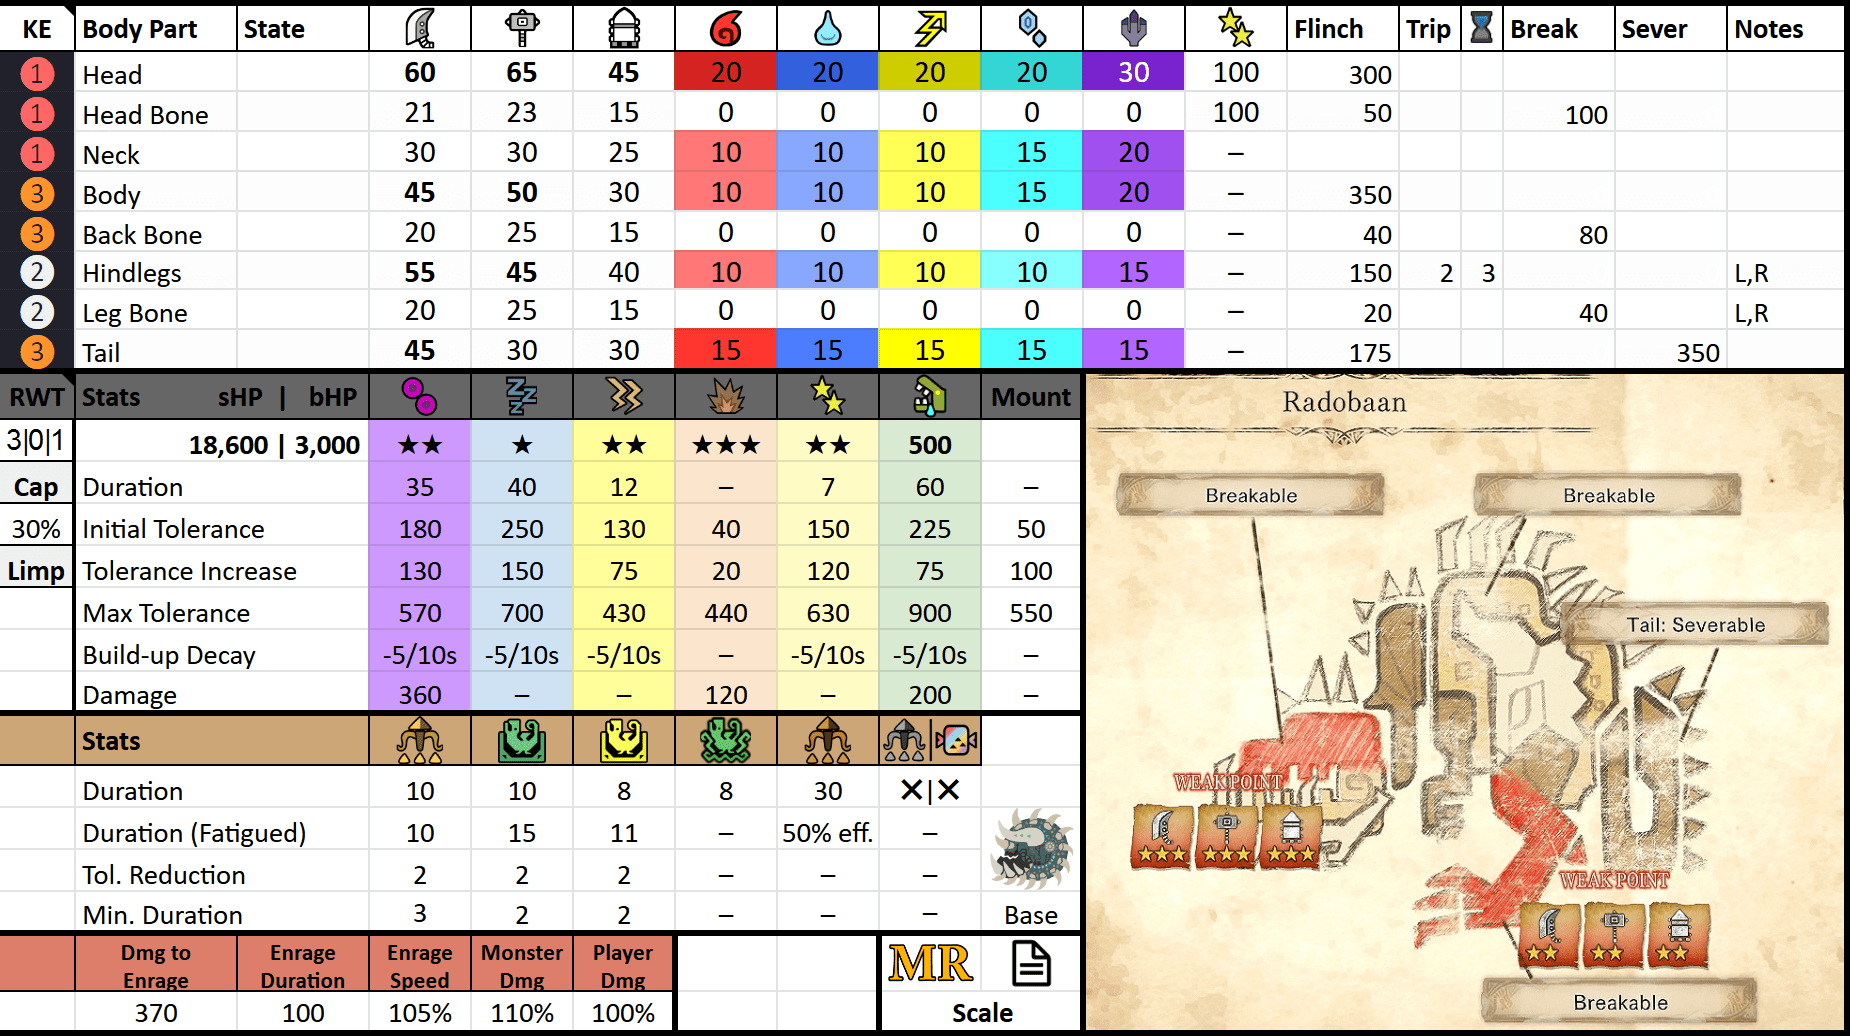 KE Body Part State Flinch Trip Break Sever Notes
1 Head 60 65 45 20 20 20 20 30 100 300
1 Head Bone 21 23 15 0 0 0 0 0 100 50 100
1 Neck 30 30 25 10 10 10 15 20 –
3 Body 45 50 30 10 10 10 15 20 – 350
3 Back Bone 20 25 15 0 0 0 0 0 – 40 80
2 Hindlegs 55 45 40 10 10 10 10 15 – 150 2 3 L,R
2 Leg Bone 20 25 15 0 0 0 0 0 – 20 40 L,R
3 Tail 45 30 30 15 15 15 15 15 – 175 350
RWT Stats sHP | bHP Mount
3|0|1 18,600 | 3,000 ★★ ★ ★★ ★★★ ★★ 500
Cap Duration 35 40 12 – 7 60 –
30% Initial Tolerance 180 250 130 40 150 225 50
Limp Tolerance Increase 130 150 75 20 120 75 100
Max Tolerance 570 700 430 440 630 900 550
Build-up Decay -5/10s -5/10s -5/10s – -5/10s -5/10s –
Damage 360 – – 120 – 200 –
Stats
Duration 10 10 8 8 30 ✕|✕
Duration (Fatigued) 10 15 11 – 50% eff. –
Tol. Reduction 2 2 2 – – –
Min. Duration 3 2 2 – – – Base
Dmg to Enrage Enrage Duration Enrage Speed Monster Dmg Player Dmg MR
370 100 105% 110% 100% Scale
Radobaan
Breakable
Breakable
Tail: Severable
WEAK POINT
WEAK POINT
Breakable